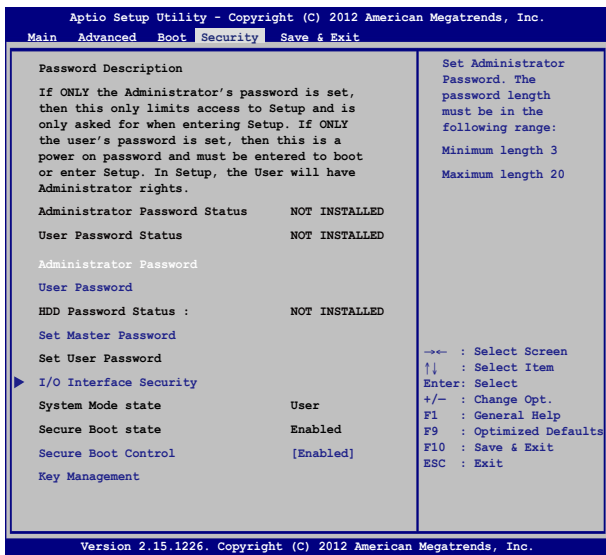 Aptio Setup Utility - Copyright (C) 2012 American Megatrends, Inc.
Main Advanced Boot Security Save & Exit
Password Description
If ONLY the Administrator's password is set,
then this only limits access to Setup and is
only asked for when entering Setup. If ONLY
the user's password is set, then this is a
power on password and must be entered to boot
or enter Setup. In Setup, the User will have
Administrator rights.
Administrator Password Status NOT INSTALLED
User Password Status NOT INSTALLED
Administrator Password
User Password
HDD Password Status : NOT INSTALLED
Set Master Password
Set User Password
I/O Interface Security
System Mode state User
Secure Boot state Enabled
Secure Boot Control [Enabled]
Key Management
Set Administrator
Password. The
password length
must be in the
following range:
Minimum length 3
Maximum length 20
→← : Select Screen
↑↓ : Select Item
Enter: Select
+/— : Change Opt.
F1 : General Help
F9 : Optimized Defaults
F10 : Save & Exit
ESC : Exit
Version 2.15.1226. Copyright (C) 2012 American Megatrends, Inc.